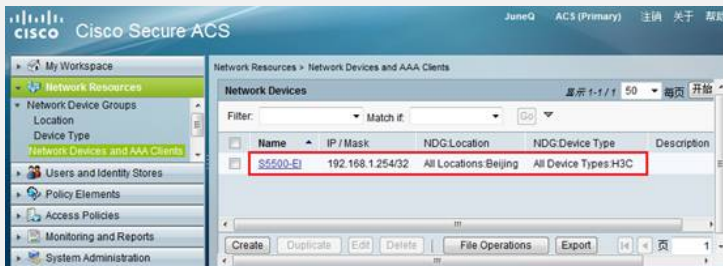 CISCO Cisco Secure ACS
JuneQ ACS (Primary) 注销 关于 帮助
My Workspace
Network Resources
Network Device Groups
Location
Device Type
Network Devices and AAA Clients
Users and Identity Stores
Policy Elements
Access Policies
Monitoring and Reports
System Administration
Network Resources > Network Devices and AAA Clients
Network Devices 显示 1-1/1 50 每页 开始
Filter: Match if: Go
Name IP / Mask NDG:Location NDG:Device Type Description
S5500-EI 192.168.1.254/32 All Locations:Beijing All Device Types:H3C
Create Duplicate Edit Delete File Operations Export 页 1